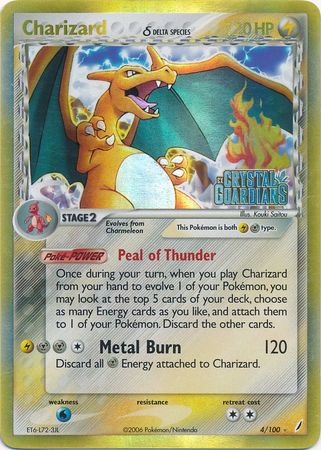 Charizard δ DELTA SPECIES 120 HP
CRYSTAL
GUARDIANS
Illus. Kouki Saitou
STAGE 2
Evolves from
Charmeleon
This Pokémon is both type.
Poké-POWER Peal of Thunder
Once during your turn, when you play Charizard
from your hand to evolve 1 of your Pokémon, you
may look at the top 5 cards of your deck, choose
as many Energy cards as you like, and attach them
to 1 of your Pokémon. Discard the other cards.
Metal Burn 120
Discard all Energy attached to Charizard.
weakness resistance retreat cost
ET6-L72-3JL ©2006 Pokémon/Nintendo 4/100